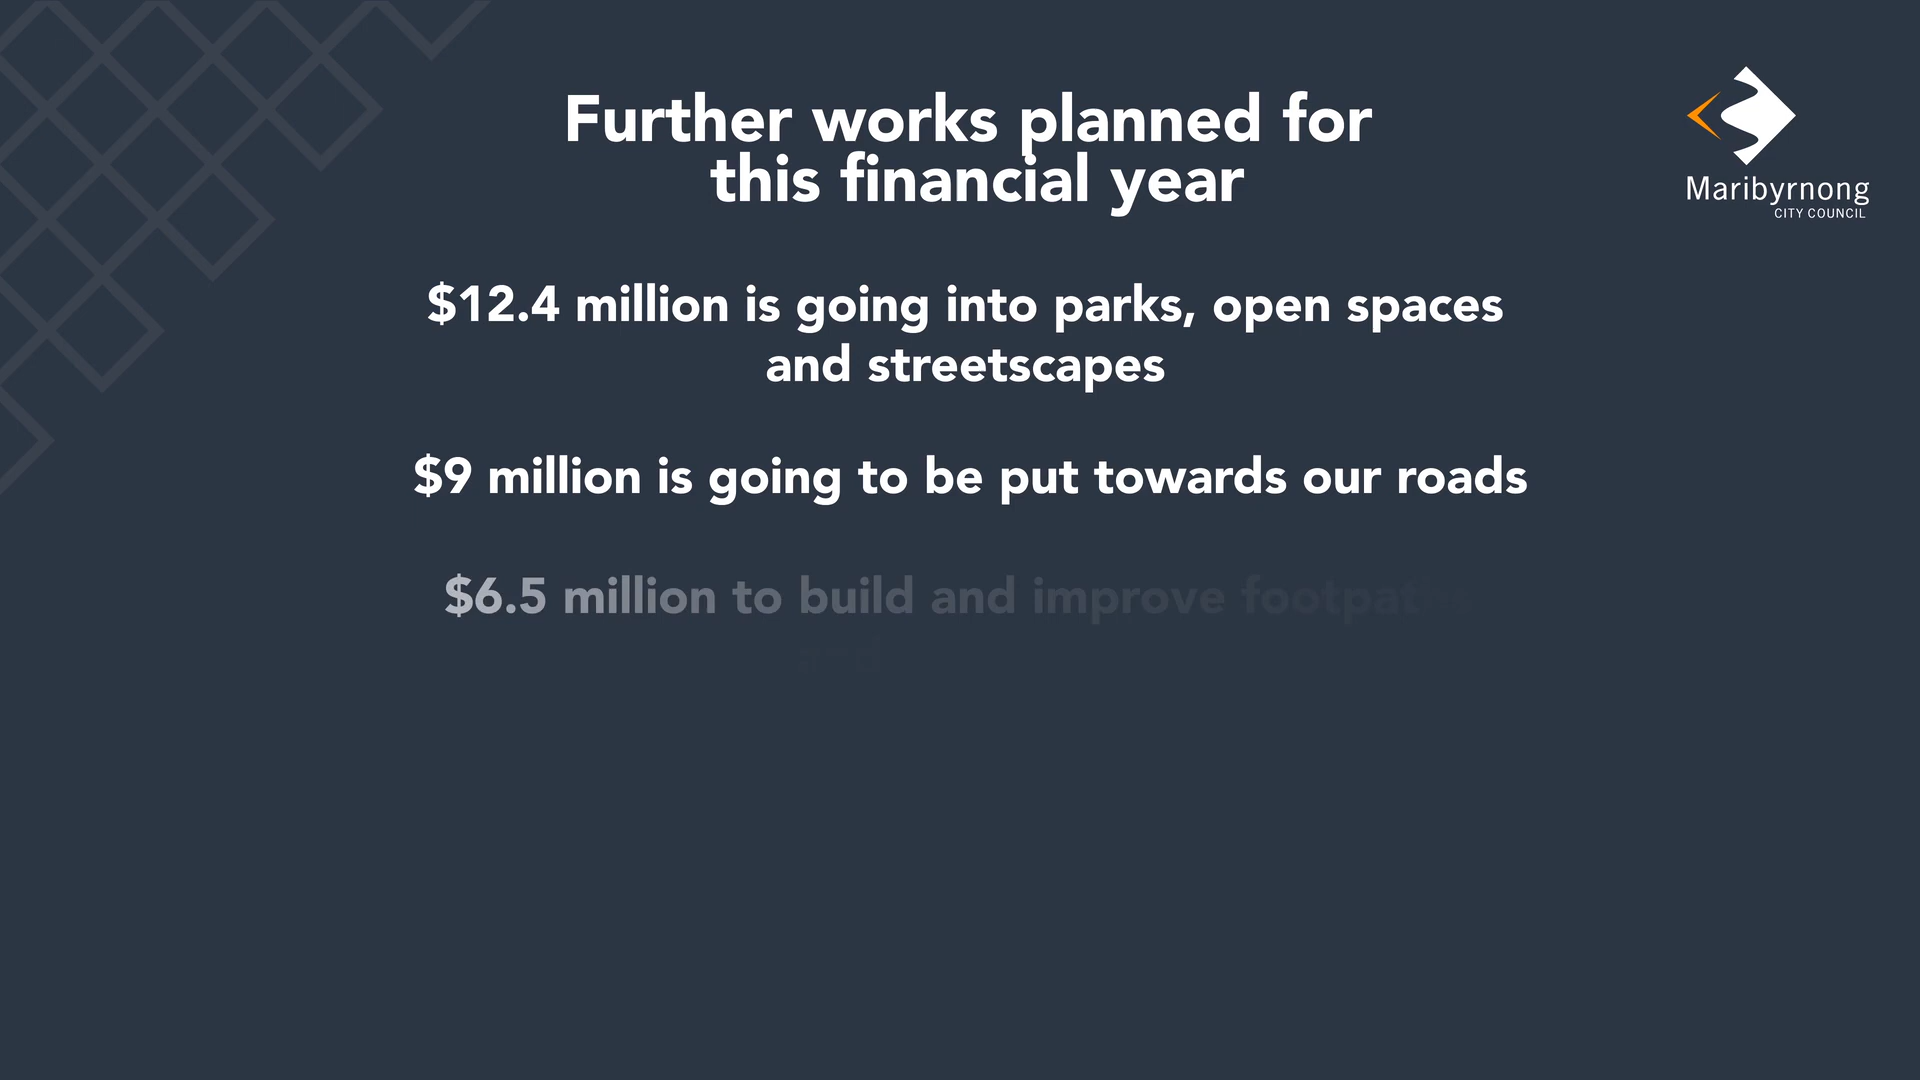 Further works planned for
this financial year
Maribyrnong
CITY COUNCIL
$12.4 million is going into parks, open spaces
and streetscapes
$9 million is going to be put towards our roads
$6.5 million to build and improve footpaths
and